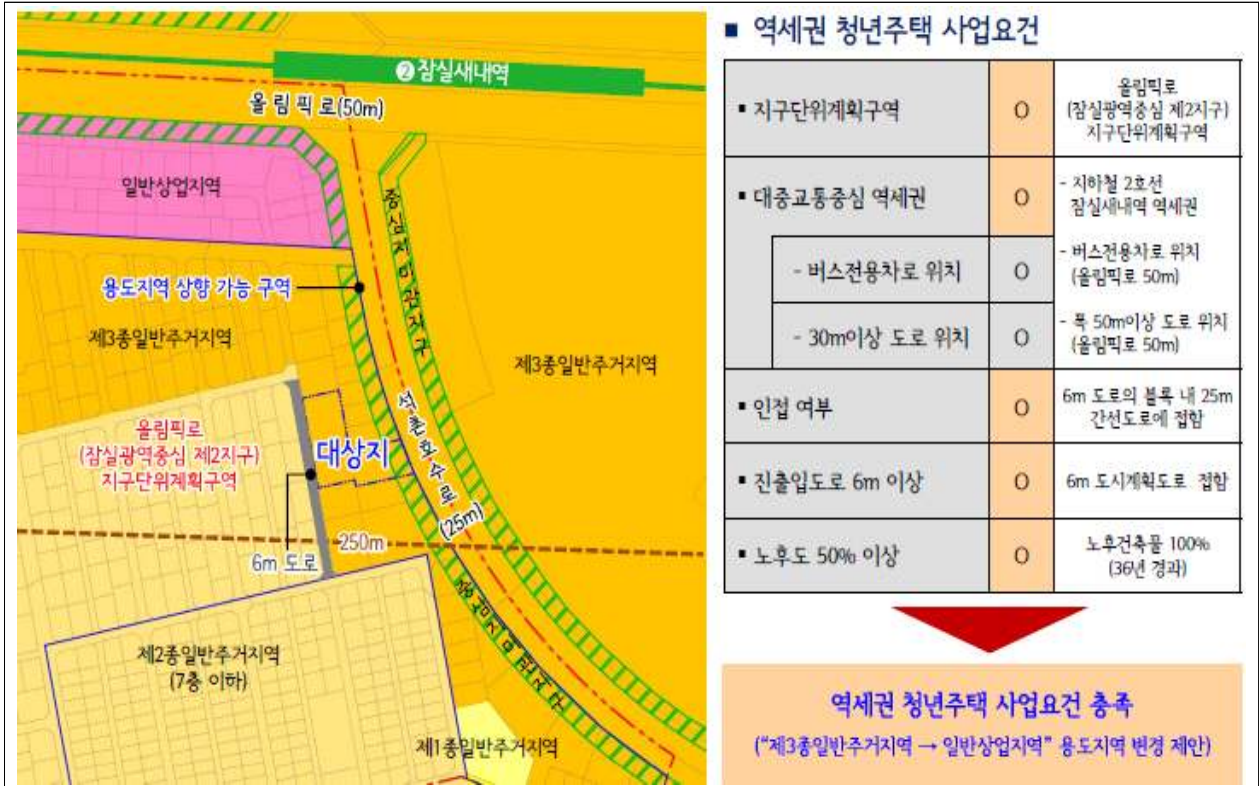 ❷잠실새내역
올림픽로(50m)
일반상업지역
중심지미관지구
용도지역 상향 가능 구역
제3종일반주거지역
제3종일반주거지역
올림픽로
(잠실광역중심 제2지구)
지구단위계획구역
대상지
석촌호수로(25m)
6m 도로
250m
제2종일반주거지역
(7층 이하)
제1종일반주거지역
■ 역세권 청년주택 사업요건
▪ 지구단위계획구역
O
올림픽로
(잠실광역중심 제2지구)
지구단위계획구역
▪ 대중교통중심 역세권
O
- 지하철 2호선
잠실새내역 역세권
- 버스전용차로 위치
O
- 버스전용차로 위치
(올림픽로 50m)
- 30m이상 도로 위치
O
- 폭 50m이상 도로 위치
(올림픽로 50m)
▪ 인접 여부
O
6m 도로의 블록 내 25m
간선도로에 접함
▪ 진출입도로 6m 이상
O
6m 도시계획도로 접함
▪ 노후도 50% 이상
O
노후건축물 100%
(36년 경과)
역세권 청년주택 사업요건 충족
("제3종일반주거지역 → 일반상업지역" 용도지역 변경 제안)